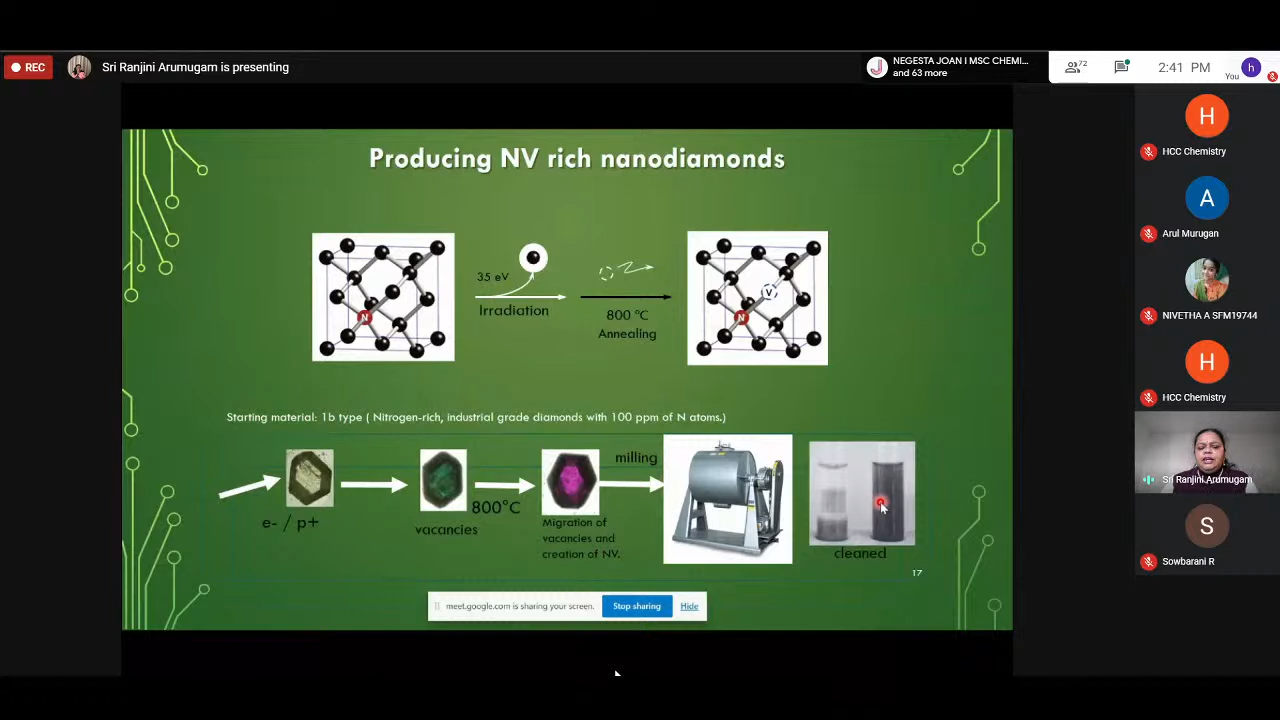 REC
Sri Ranjini Arumugam is presenting
NEGESTA JOAN I MSC CHEMI...
and 63 more
72
2:41 PM
You
h
Producing NV rich nanodiamonds
35 eV
Irradiation
800 °C
Annealing
N
V
N
Starting material: 1b type ( Nitrogen-rich, industrial grade diamonds with 100 ppm of N atoms.)
e- / p+
vacancies
800°C
Migration of
vacancies and
creation of NV.
milling
cleaned
17
meet.google.com is sharing your screen.
Stop sharing
Hide
H
HCC Chemistry
A
Arul Murugan
NIVETHA A SFM19744
H
HCC Chemistry
Sri Ranjini Arumugam
S
Sowbarani R